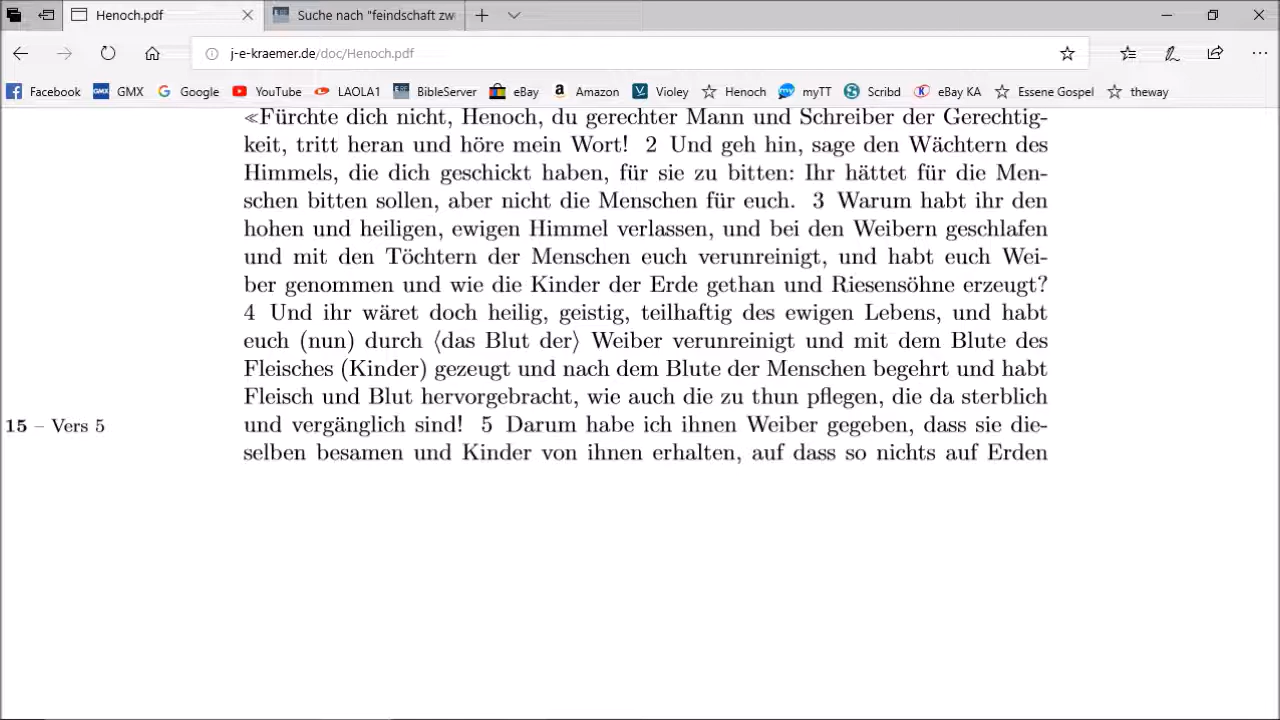 Henoch.pdf
Suche nach "feindschaft zw
j-e-kraemer.de/doc/Henoch.pdf
Facebook GMX Google YouTube LAOLA1 BibleServer eBay Amazon Violey Henoch myTT Scribd eBay KA Essene Gospel theway
≪Fürchte dich nicht, Henoch, du gerechter Mann und Schreiber der Gerechtig-
keit, tritt heran und höre mein Wort! 2 Und geh hin, sage den Wächtern des
Himmels, die dich geschickt haben, für sie zu bitten: Ihr hättet für die Men-
schen bitten sollen, aber nicht die Menschen für euch. 3 Warum habt ihr den
hohen und heiligen, ewigen Himmel verlassen, und bei den Weibern geschlafen
und mit den Töchtern der Menschen euch verunreinigt, und habt euch Wei-
ber genommen und wie die Kinder der Erde gethan und Riesensöhne erzeugt?
4 Und ihr wäret doch heilig, geistig, teilhaftig des ewigen Lebens, und habt
euch (nun) durch ⟨das Blut der⟩ Weiber verunreinigt und mit dem Blute des
Fleisches (Kinder) gezeugt und nach dem Blute der Menschen begehrt und habt
Fleisch und Blut hervorgebracht, wie auch die zu thun pflegen, die da sterblich
15 – Vers 5
und vergänglich sind! 5 Darum habe ich ihnen Weiber gegeben, dass sie die-
selben besamen und Kinder von ihnen erhalten, auf dass so nichts auf Erden